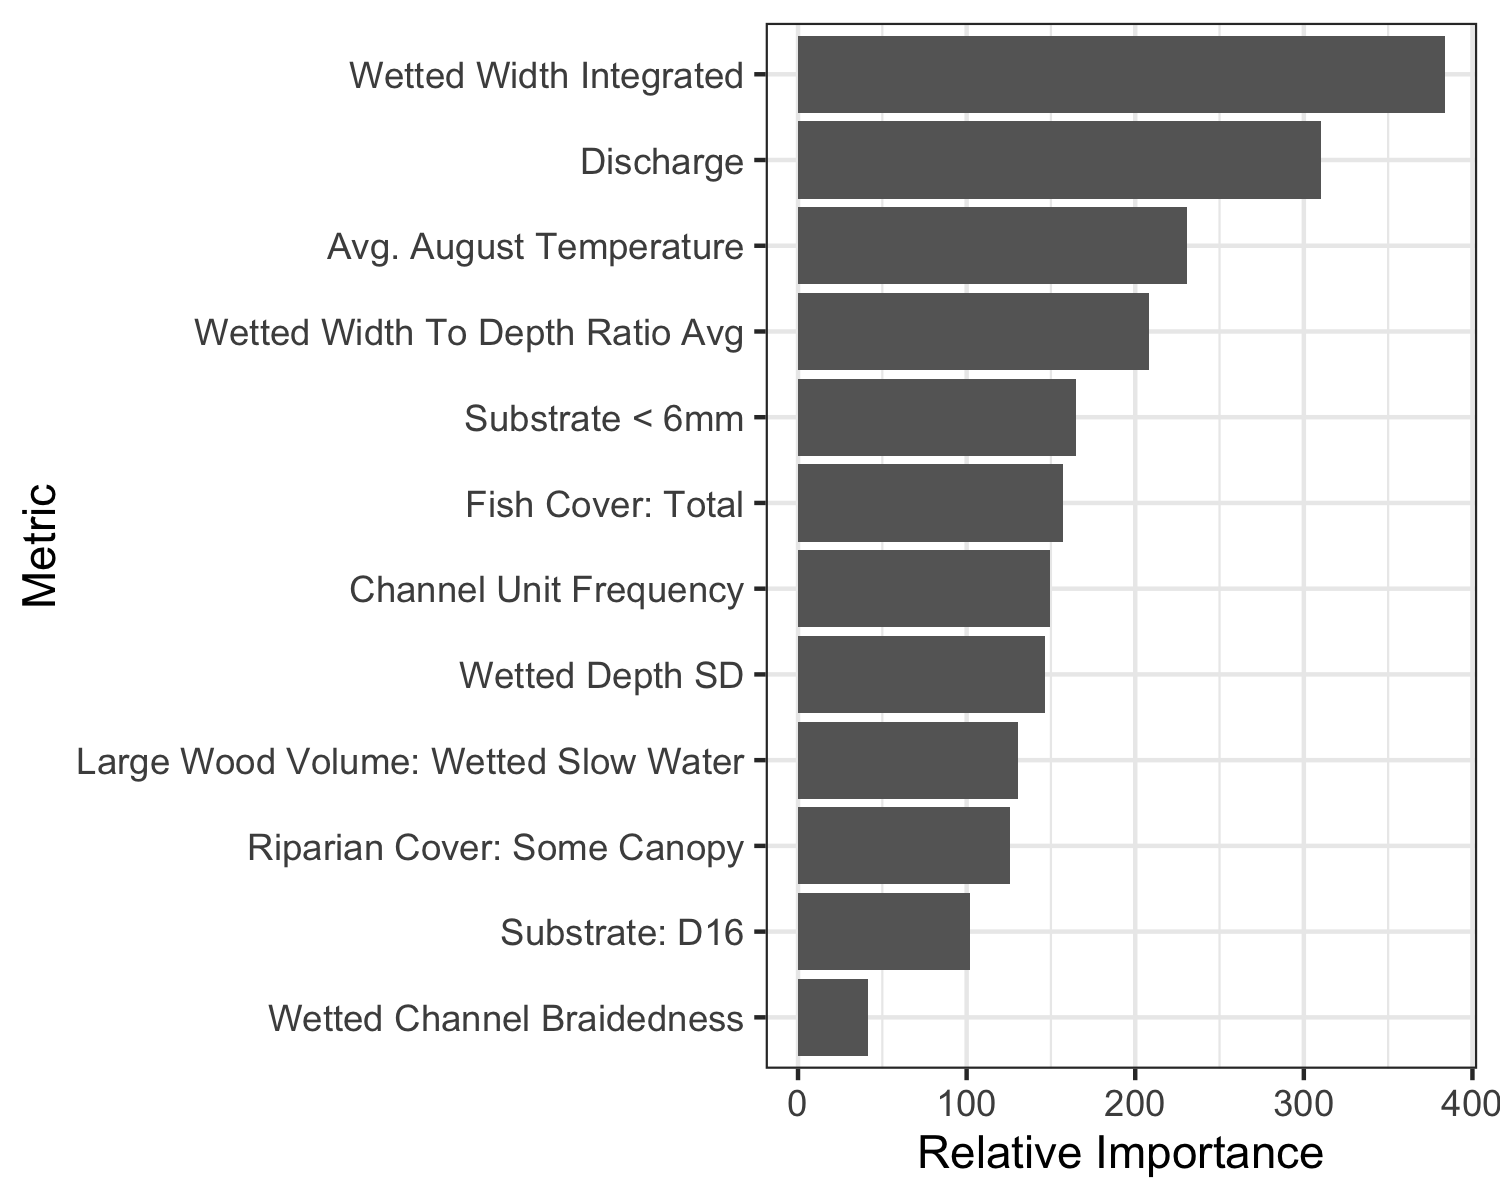 Wetted Width Integrated
Discharge
Avg. August Temperature
Wetted Width To Depth Ratio Avg
Substrate < 6mm
Fish Cover: Total
Channel Unit Frequency
Wetted Depth SD
Large Wood Volume: Wetted Slow Water
Riparian Cover: Some Canopy
Substrate: D16
Wetted Channel Braidedness
Metric
0 100 200 300 400
Relative Importance